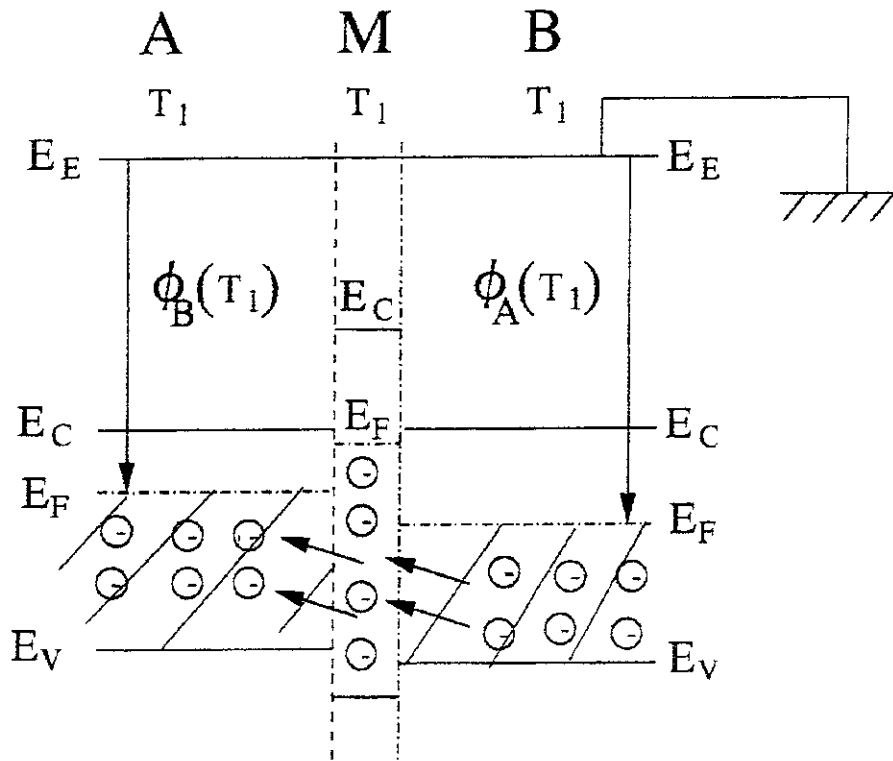 A M B
T1 T1 T1
EE EE
ϕB(T1) EC ϕA(T1)
EC EF EC
EF EF
EV EV